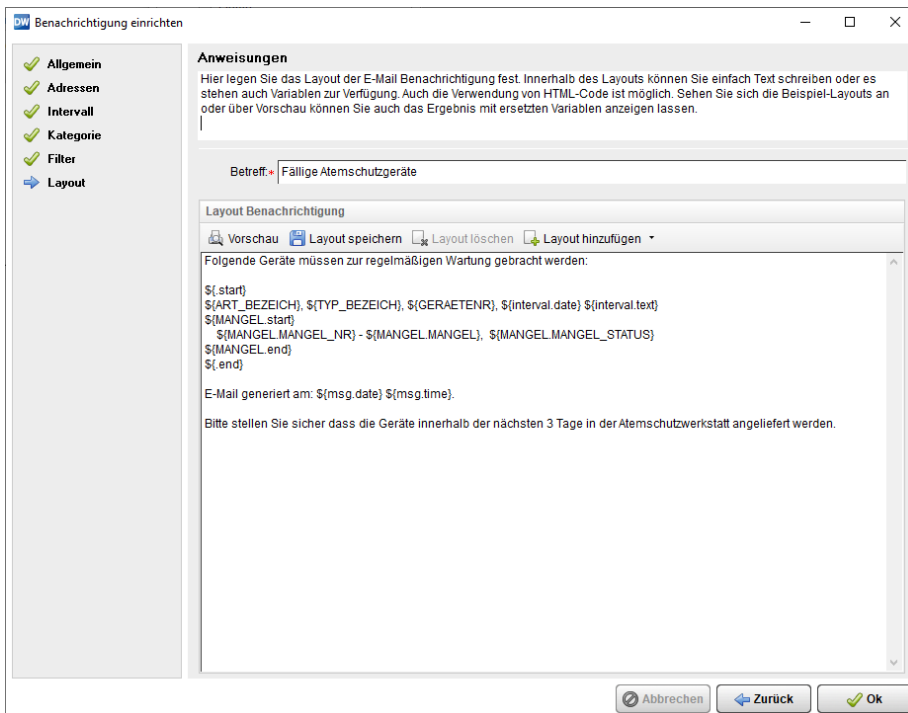 DW Benachrichtigung einrichten
Allgemein
Adressen
Intervall
Kategorie
Filter
Layout
Anweisungen
Hier legen Sie das Layout der E-Mail Benachrichtigung fest. Innerhalb des Layouts können Sie einfach Text schreiben oder es
stehen auch Variablen zur Verfügung. Auch die Verwendung von HTML-Code ist möglich. Sehen Sie sich die Beispiel-Layouts an
oder über Vorschau können Sie auch das Ergebnis mit ersetzten Variablen anzeigen lassen.
Betreff:* Fällige Atemschutzgeräte
Layout Benachrichtigung
Vorschau Layout speichern Layout löschen Layout hinzufügen
Folgende Geräte müssen zur regelmäßigen Wartung gebracht werden:
${.start}
${ART_BEZEICH}, ${TYP_BEZEICH}, ${GERAETENR}, ${interval.date} ${interval.text}
${MANGEL.start}
${MANGEL.MANGEL_NR} - ${MANGEL.MANGEL}, ${MANGEL.MANGEL_STATUS}
${MANGEL.end}
${.end}
E-Mail generiert am: ${msg.date} ${msg.time}.
Bitte stellen Sie sicher dass die Geräte innerhalb der nächsten 3 Tage in der Atemschutzwerkstatt angeliefert werden.
Abbrechen Zurück Ok